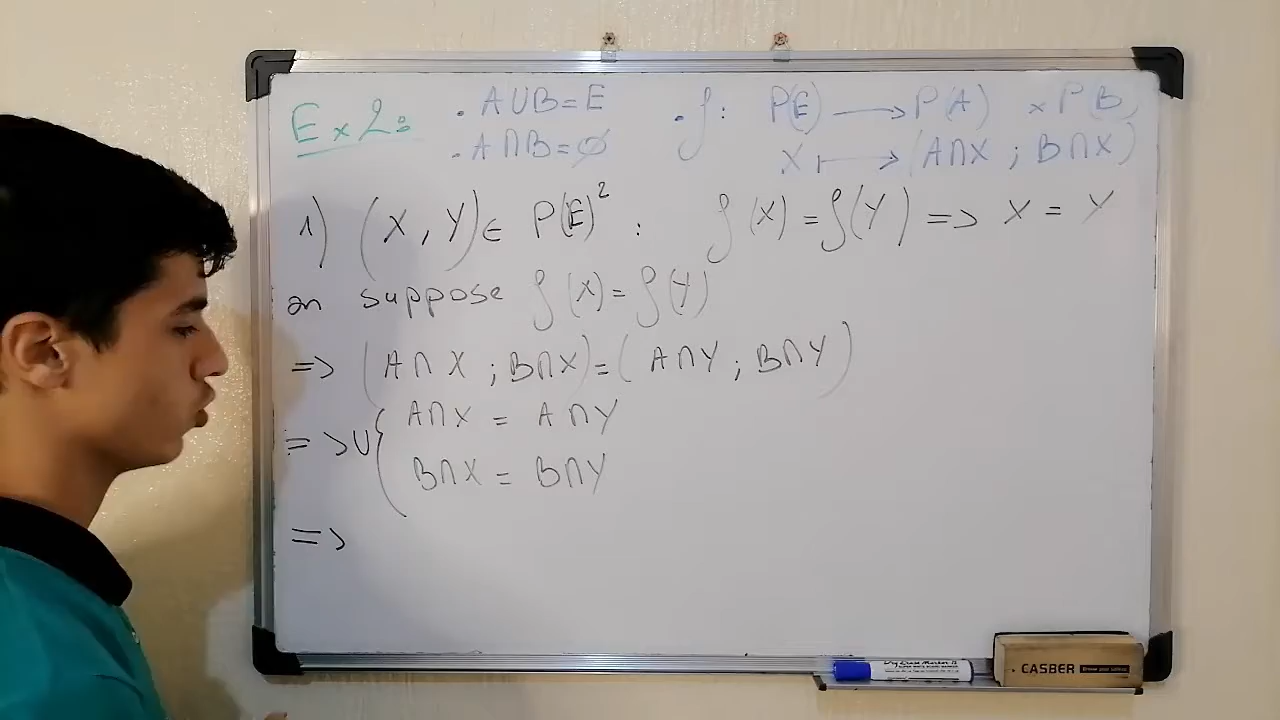 Ex 2: . A∪B=E . f: P(E) ⟶ P(A) × P(B)
. A∩B=∅ X ⟼ (A∩X ; B∩X)
1) (X, Y) ∈ P(E)² : f(X) = f(Y) => X = Y
on suppose f(X) = f(Y)
=> (A∩X ; B∩X) = (A∩Y ; B∩Y)
=> ∪ { A∩X = A∩Y
B∩X = B∩Y
=>
CASBER